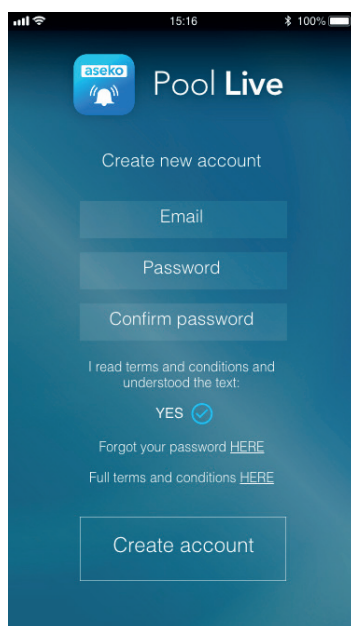 15:16
100%
aseko
Pool Live
Create new account
Email
Password
Confirm password
I read terms and conditions and
understood the text:
YES
Forgot your password HERE
Full terms and conditions HERE
Create account